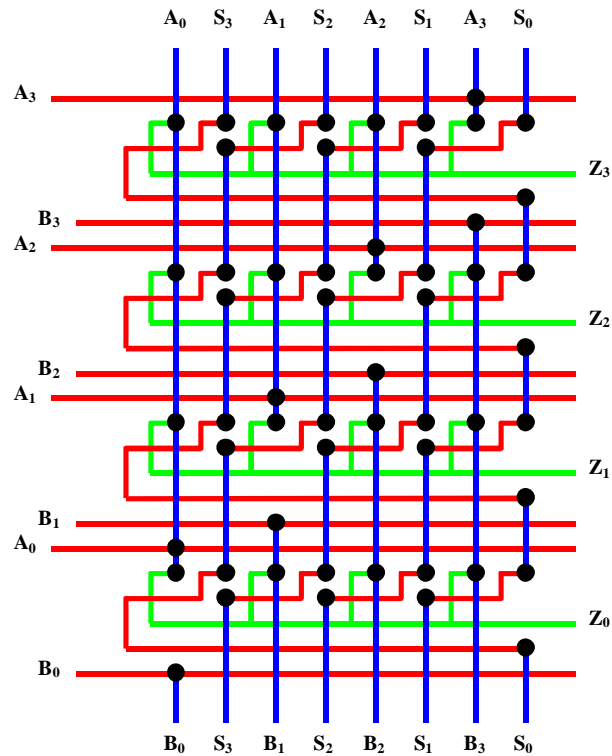 A₀ S₃ A₁ S₂ A₂ S₁ A₃ S₀
A₃
Z₃
B₃
A₂
Z₂
B₂
A₁
Z₁
B₁
A₀
Z₀
B₀
B₀ S₃ B₁ S₂ B₂ S₁ B₃ S₀